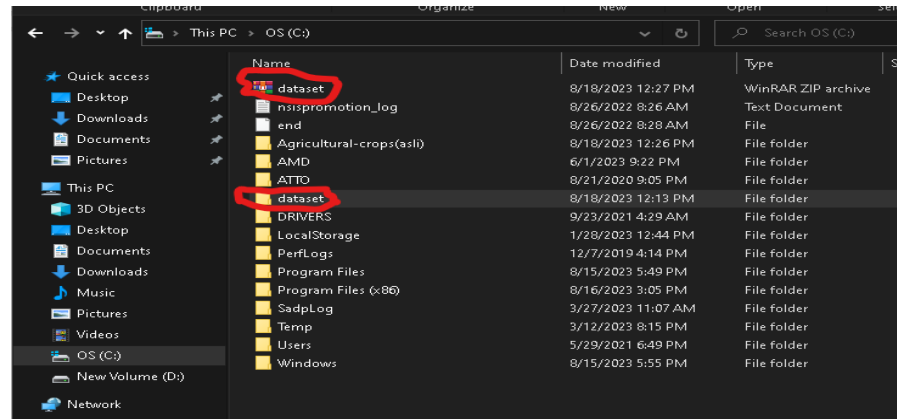 Clipboard Organize New Open
This PC > OS (C:) Search OS (C:)
Name Date modified Type
Quick access
Desktop
Downloads
Documents
Pictures
This PC
3D Objects
Desktop
Documents
Downloads
Music
Pictures
Videos
OS (C:)
New Volume (D:)
Network
dataset 8/18/2023 12:27 PM WinRAR ZIP archive
nsispromotion_log 8/26/2022 8:26 AM Text Document
end 8/26/2022 8:28 AM File
Agricultural-crops(asli) 8/18/2023 12:26 PM File folder
AMD 6/1/2023 9:22 PM File folder
ATTO 8/21/2020 9:05 PM File folder
dataset 8/18/2023 12:13 PM File folder
DRIVERS 9/23/2021 4:29 AM File folder
LocalStorage 1/28/2023 12:44 PM File folder
PerfLogs 12/7/2019 4:14 PM File folder
Program Files 8/15/2023 5:49 PM File folder
Program Files (x86) 8/16/2023 3:05 PM File folder
SadpLog 3/27/2023 11:07 AM File folder
Temp 3/12/2023 8:15 PM File folder
Users 5/29/2021 6:49 PM File folder
Windows 8/15/2023 5:55 PM File folder